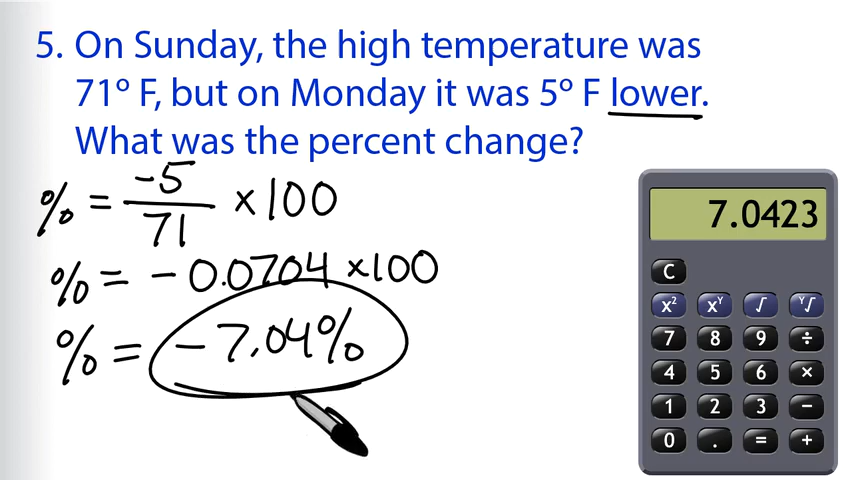 5. On Sunday, the high temperature was
71° F, but on Monday it was 5° F lower.
What was the percent change?
% = -5/71 × 100
% = - 0.0704 × 100
% = - 7.04%
7.0423
C
x² xʸ √ ʸ√
7 8 9 ÷
4 5 6 ×
1 2 3 −
0 . = +